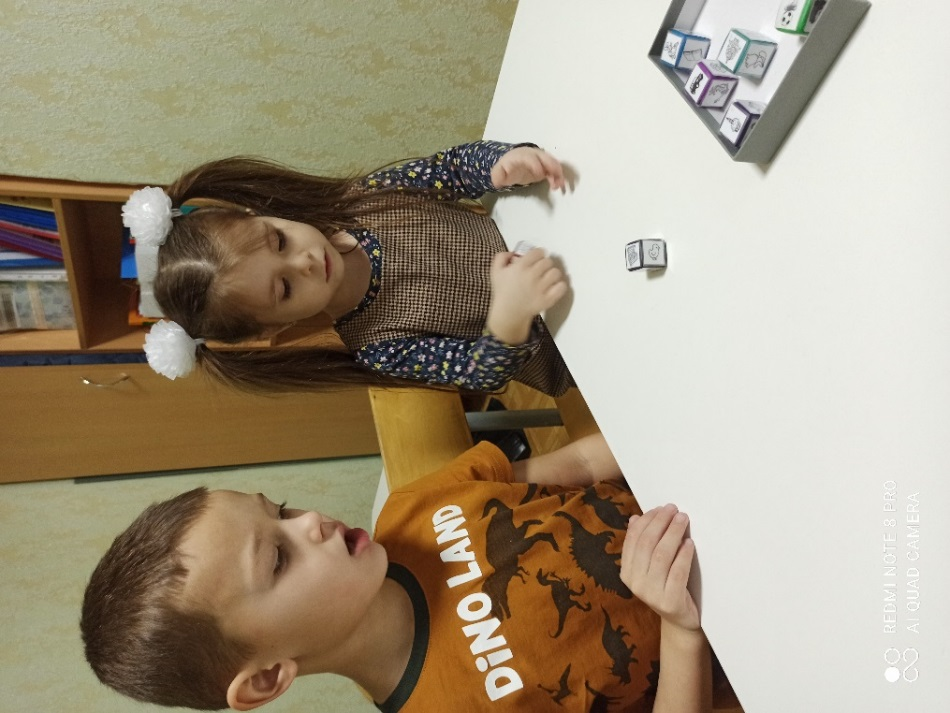 DiNO LAND
REDMI NOTE 8 PRO
AI QUAD CAMERA